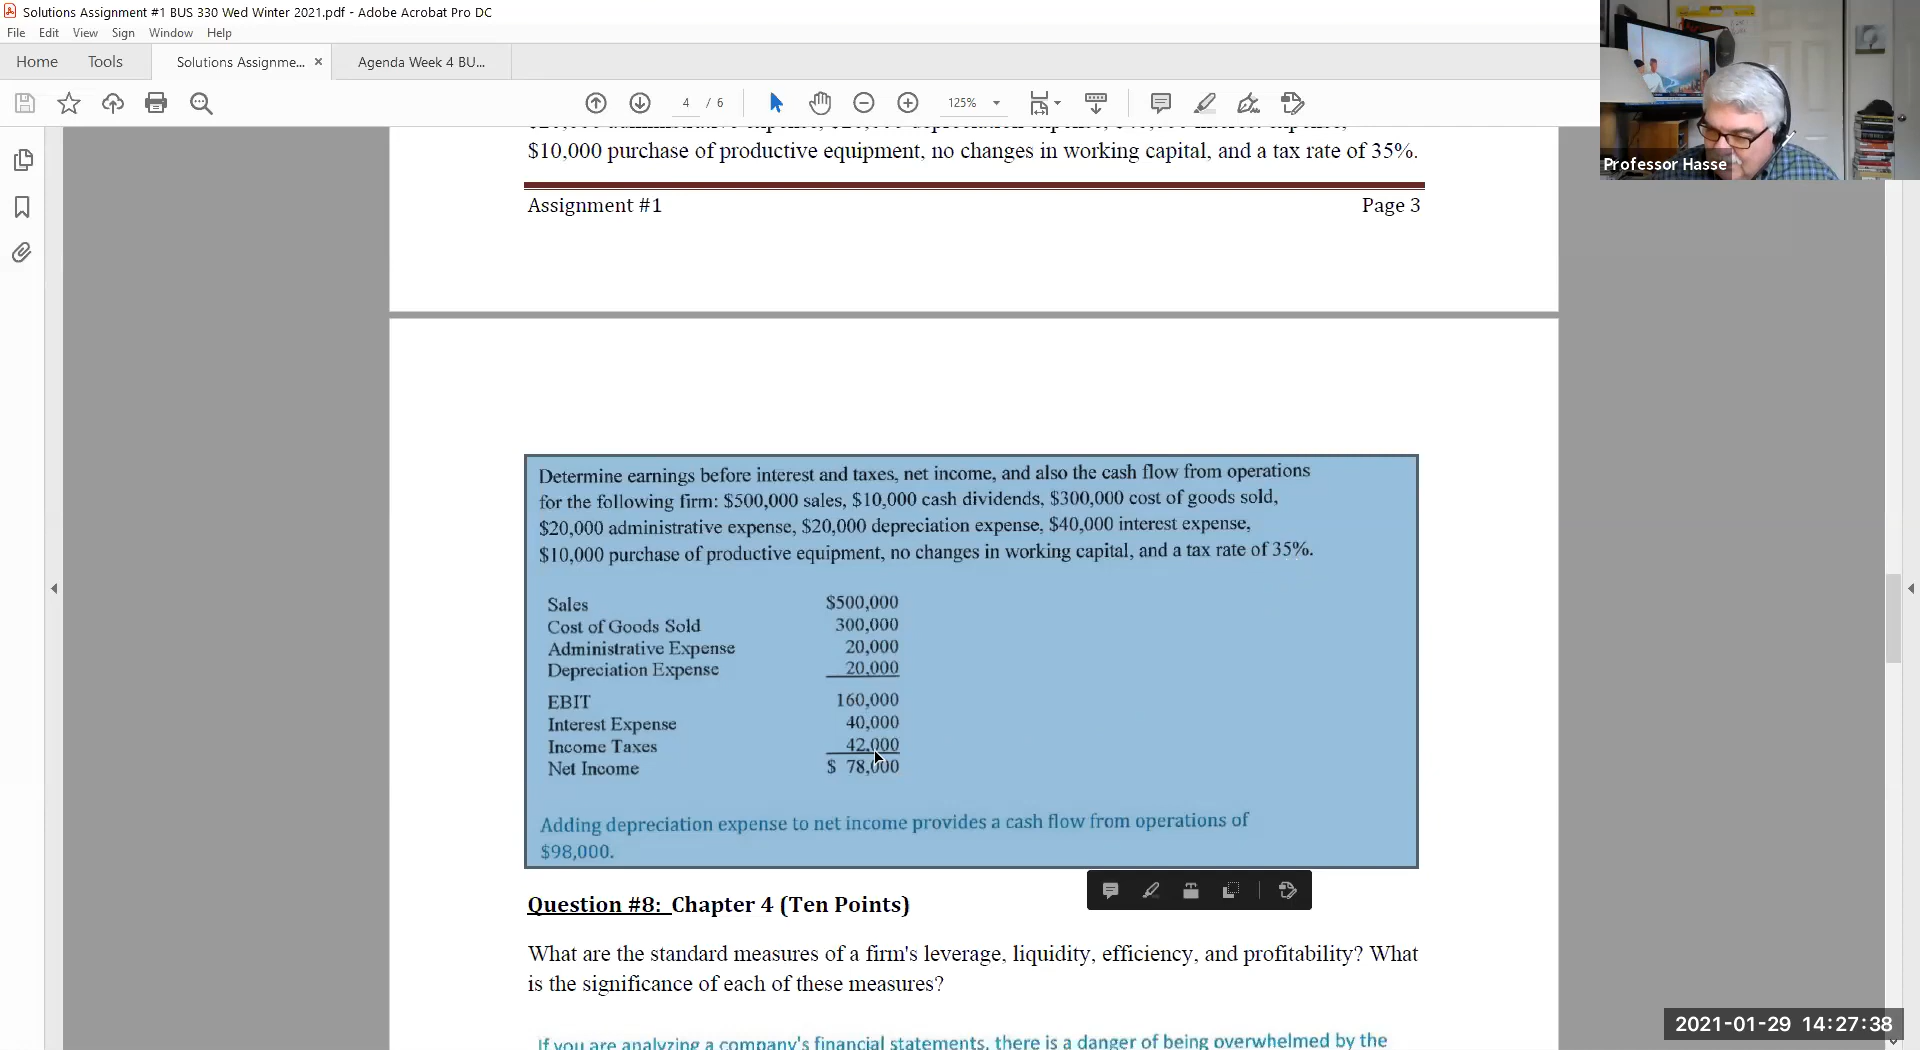 Solutions Assignment #1 BUS 330 Wed Winter 2021.pdf - Adobe Acrobat Pro DC
File Edit View Sign Window Help
Home Tools Solutions Assignme... × Agenda Week 4 BU...
4 / 6 125%
$10,000 purchase of productive equipment, no changes in working capital, and a tax rate of 35%.
Professor Hasse
Assignment #1 Page 3
Determine earnings before interest and taxes, net income, and also the cash flow from operations
for the following firm: $500,000 sales, $10,000 cash dividends, $300,000 cost of goods sold,
$20,000 administrative expense, $20,000 depreciation expense, $40,000 interest expense,
$10,000 purchase of productive equipment, no changes in working capital, and a tax rate of 35%.
Sales $500,000
Cost of Goods Sold 300,000
Administrative Expense 20,000
Depreciation Expense 20,000
EBIT 160,000
Interest Expense 40,000
Income Taxes 42,000
Net Income $ 78,000
Adding depreciation expense to net income provides a cash flow from operations of
$98,000.
Question #8: Chapter 4 (Ten Points)
What are the standard measures of a firm's leverage, liquidity, efficiency, and profitability? What
is the significance of each of these measures?
If you are analyzing a company's financial statements, there is a danger of being overwhelmed by the
2021-01-29 14:27:38